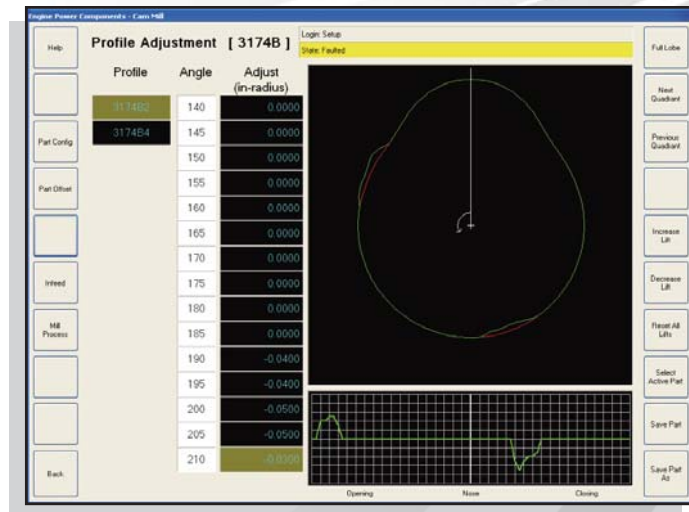 Engine Power Components - Cam Mill
Help
Profile Adjustment [ 3174B ]
Login: Setup
State: Faulted
Full Lobe
Profile Angle Adjust (in-radius)
3174B2 140 0.0000
3174B4 145 0.0000
150 0.0000
155 0.0000
160 0.0000
165 0.0000
170 0.0000
175 0.0000
180 0.0000
185 0.0000
190 -0.0400
195 -0.0400
200 -0.0500
205 -0.0500
210 -0.0300
Part Config
Part Offset
Infeed
Mill Process
Back
Opening Nose Closing
Next Quadrant
Previous Quadrant
Increase Lift
Decrease Lift
Reset All Lifts
Select Active Part
Save Part
Save Part As